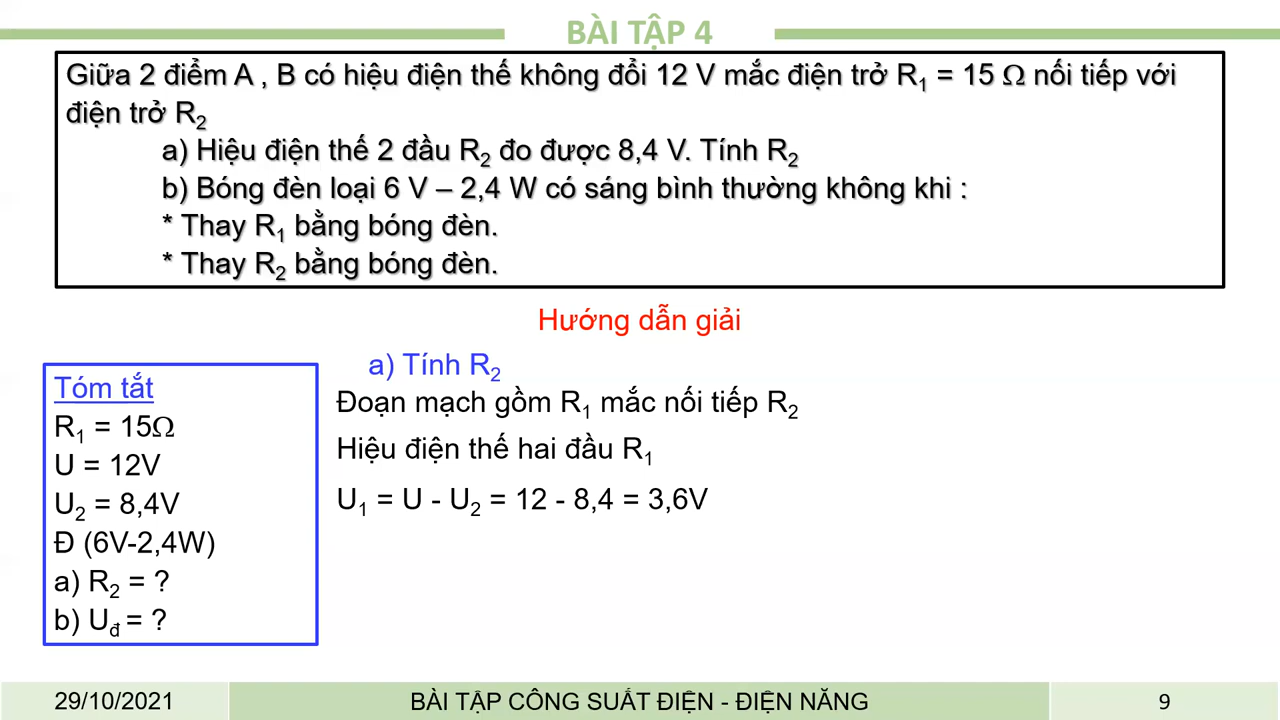 BÀI TẬP 4
Giữa 2 điểm A , B có hiệu điện thế không đổi 12 V mắc điện trở R₁ = 15 Ω nối tiếp với
điện trở R₂
a) Hiệu điện thế 2 đầu R₂ đo được 8,4 V. Tính R₂
b) Bóng đèn loại 6 V – 2,4 W có sáng bình thường không khi :
* Thay R₁ bằng bóng đèn.
* Thay R₂ bằng bóng đèn.
Hướng dẫn giải
Tóm tắt
R₁ = 15Ω
U = 12V
U₂ = 8,4V
Đ (6V-2,4W)
a) R₂ = ?
b) Uđ = ?
a) Tính R₂
Đoạn mạch gồm R₁ mắc nối tiếp R₂
Hiệu điện thế hai đầu R₁
U₁ = U - U₂ = 12 - 8,4 = 3,6V
29/10/2021
BÀI TẬP CÔNG SUẤT ĐIỆN - ĐIỆN NĂNG
9